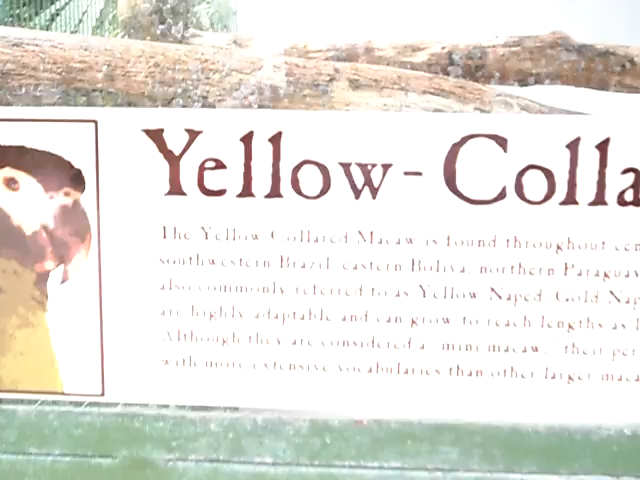 Yellow-Colla
The Yellow Collared Macaw is found throughout cen
southwestern Brazil, eastern Bolivia, northern Paraguay
also commonly referred to as Yellow Naped, Gold Nap
are highly adaptable and can grow to reach lengths as l
Although they are considered a "mini macaw," their per
with more extensive vocabularies than other larger maca